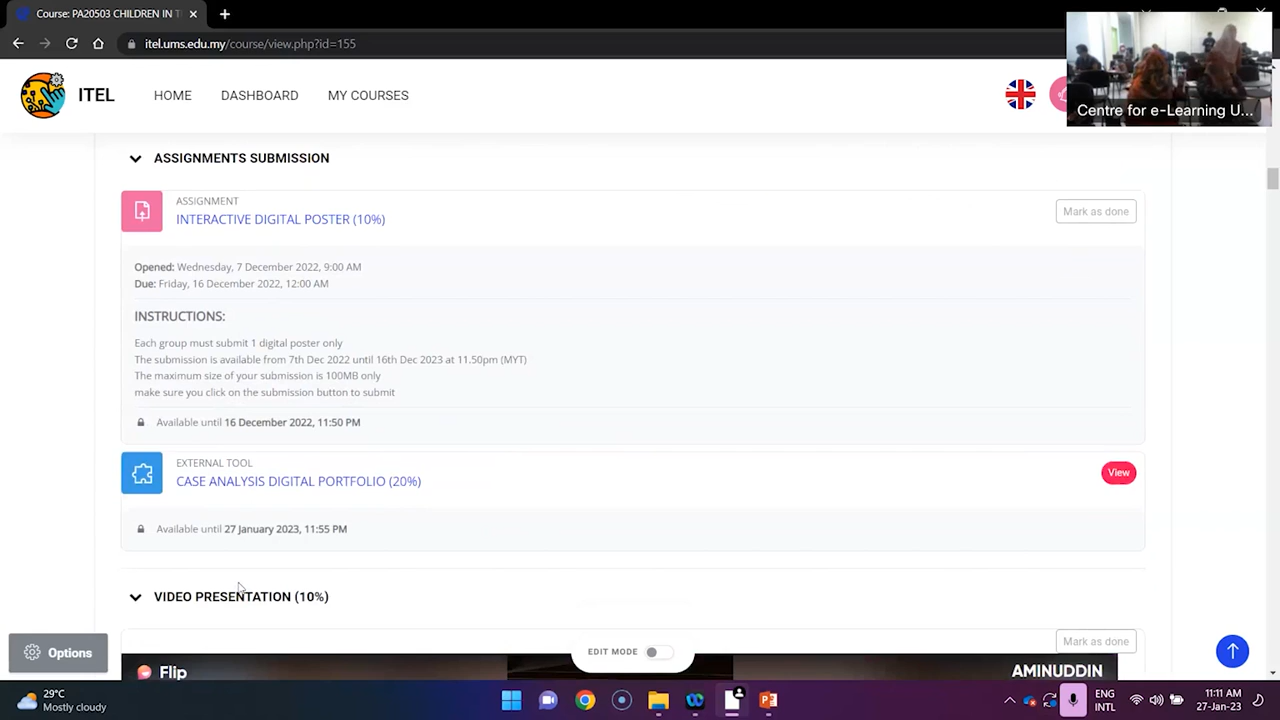 Course: PA20503 CHILDREN IN T
itel.ums.edu.my/course/view.php?id=155
ITEL
HOME
DASHBOARD
MY COURSES
Centre for e-Learning U...
ASSIGNMENTS SUBMISSION
ASSIGNMENT
INTERACTIVE DIGITAL POSTER (10%)
Mark as done
Opened: Wednesday, 7 December 2022, 9:00 AM
Due: Friday, 16 December 2022, 12:00 AM
INSTRUCTIONS:
Each group must submit 1 digital poster only
The submission is available from 7th Dec 2022 until 16th Dec 2023 at 11.50pm (MYT)
The maximum size of your submission is 100MB only
make sure you click on the submission button to submit
Available until 16 December 2022, 11:50 PM
EXTERNAL TOOL
CASE ANALYSIS DIGITAL PORTFOLIO (20%)
View
Available until 27 January 2023, 11:55 PM
VIDEO PRESENTATION (10%)
Mark as done
Options
EDIT MODE
Flip
AMINUDDIN
29°C
Mostly cloudy
ENG
INTL
11:11 AM
27-Jan-23